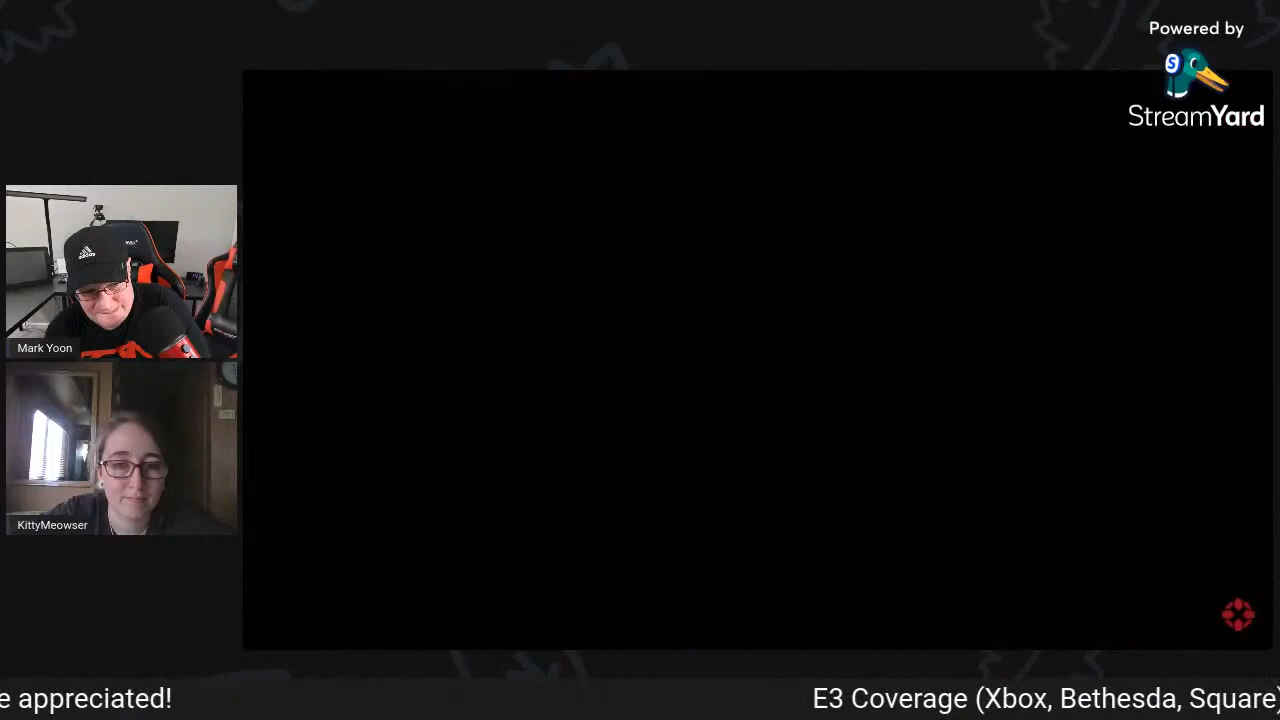 Powered by
StreamYard
Mark Yoon
KittyMeowser
e appreciated!
E3 Coverage (Xbox, Bethesda, Square)